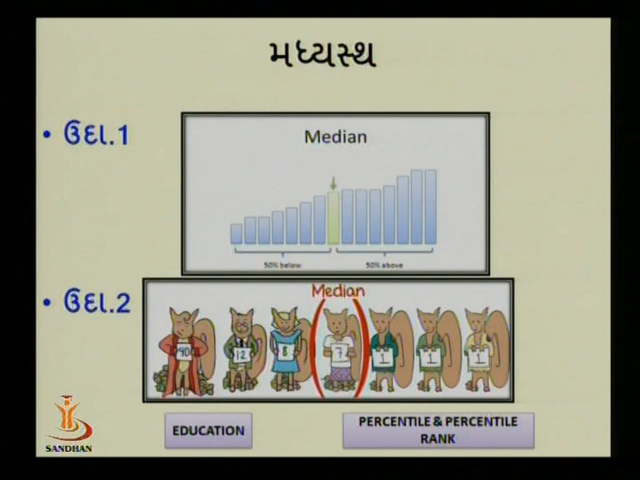 મધ્યસ્થ
• ઉદા.1
Median
50% below 50% above
• ઉદા.2
Median
12 8 7 1 1 1
EDUCATION
PERCENTILE & PERCENTILE
RANK
SANDHAN